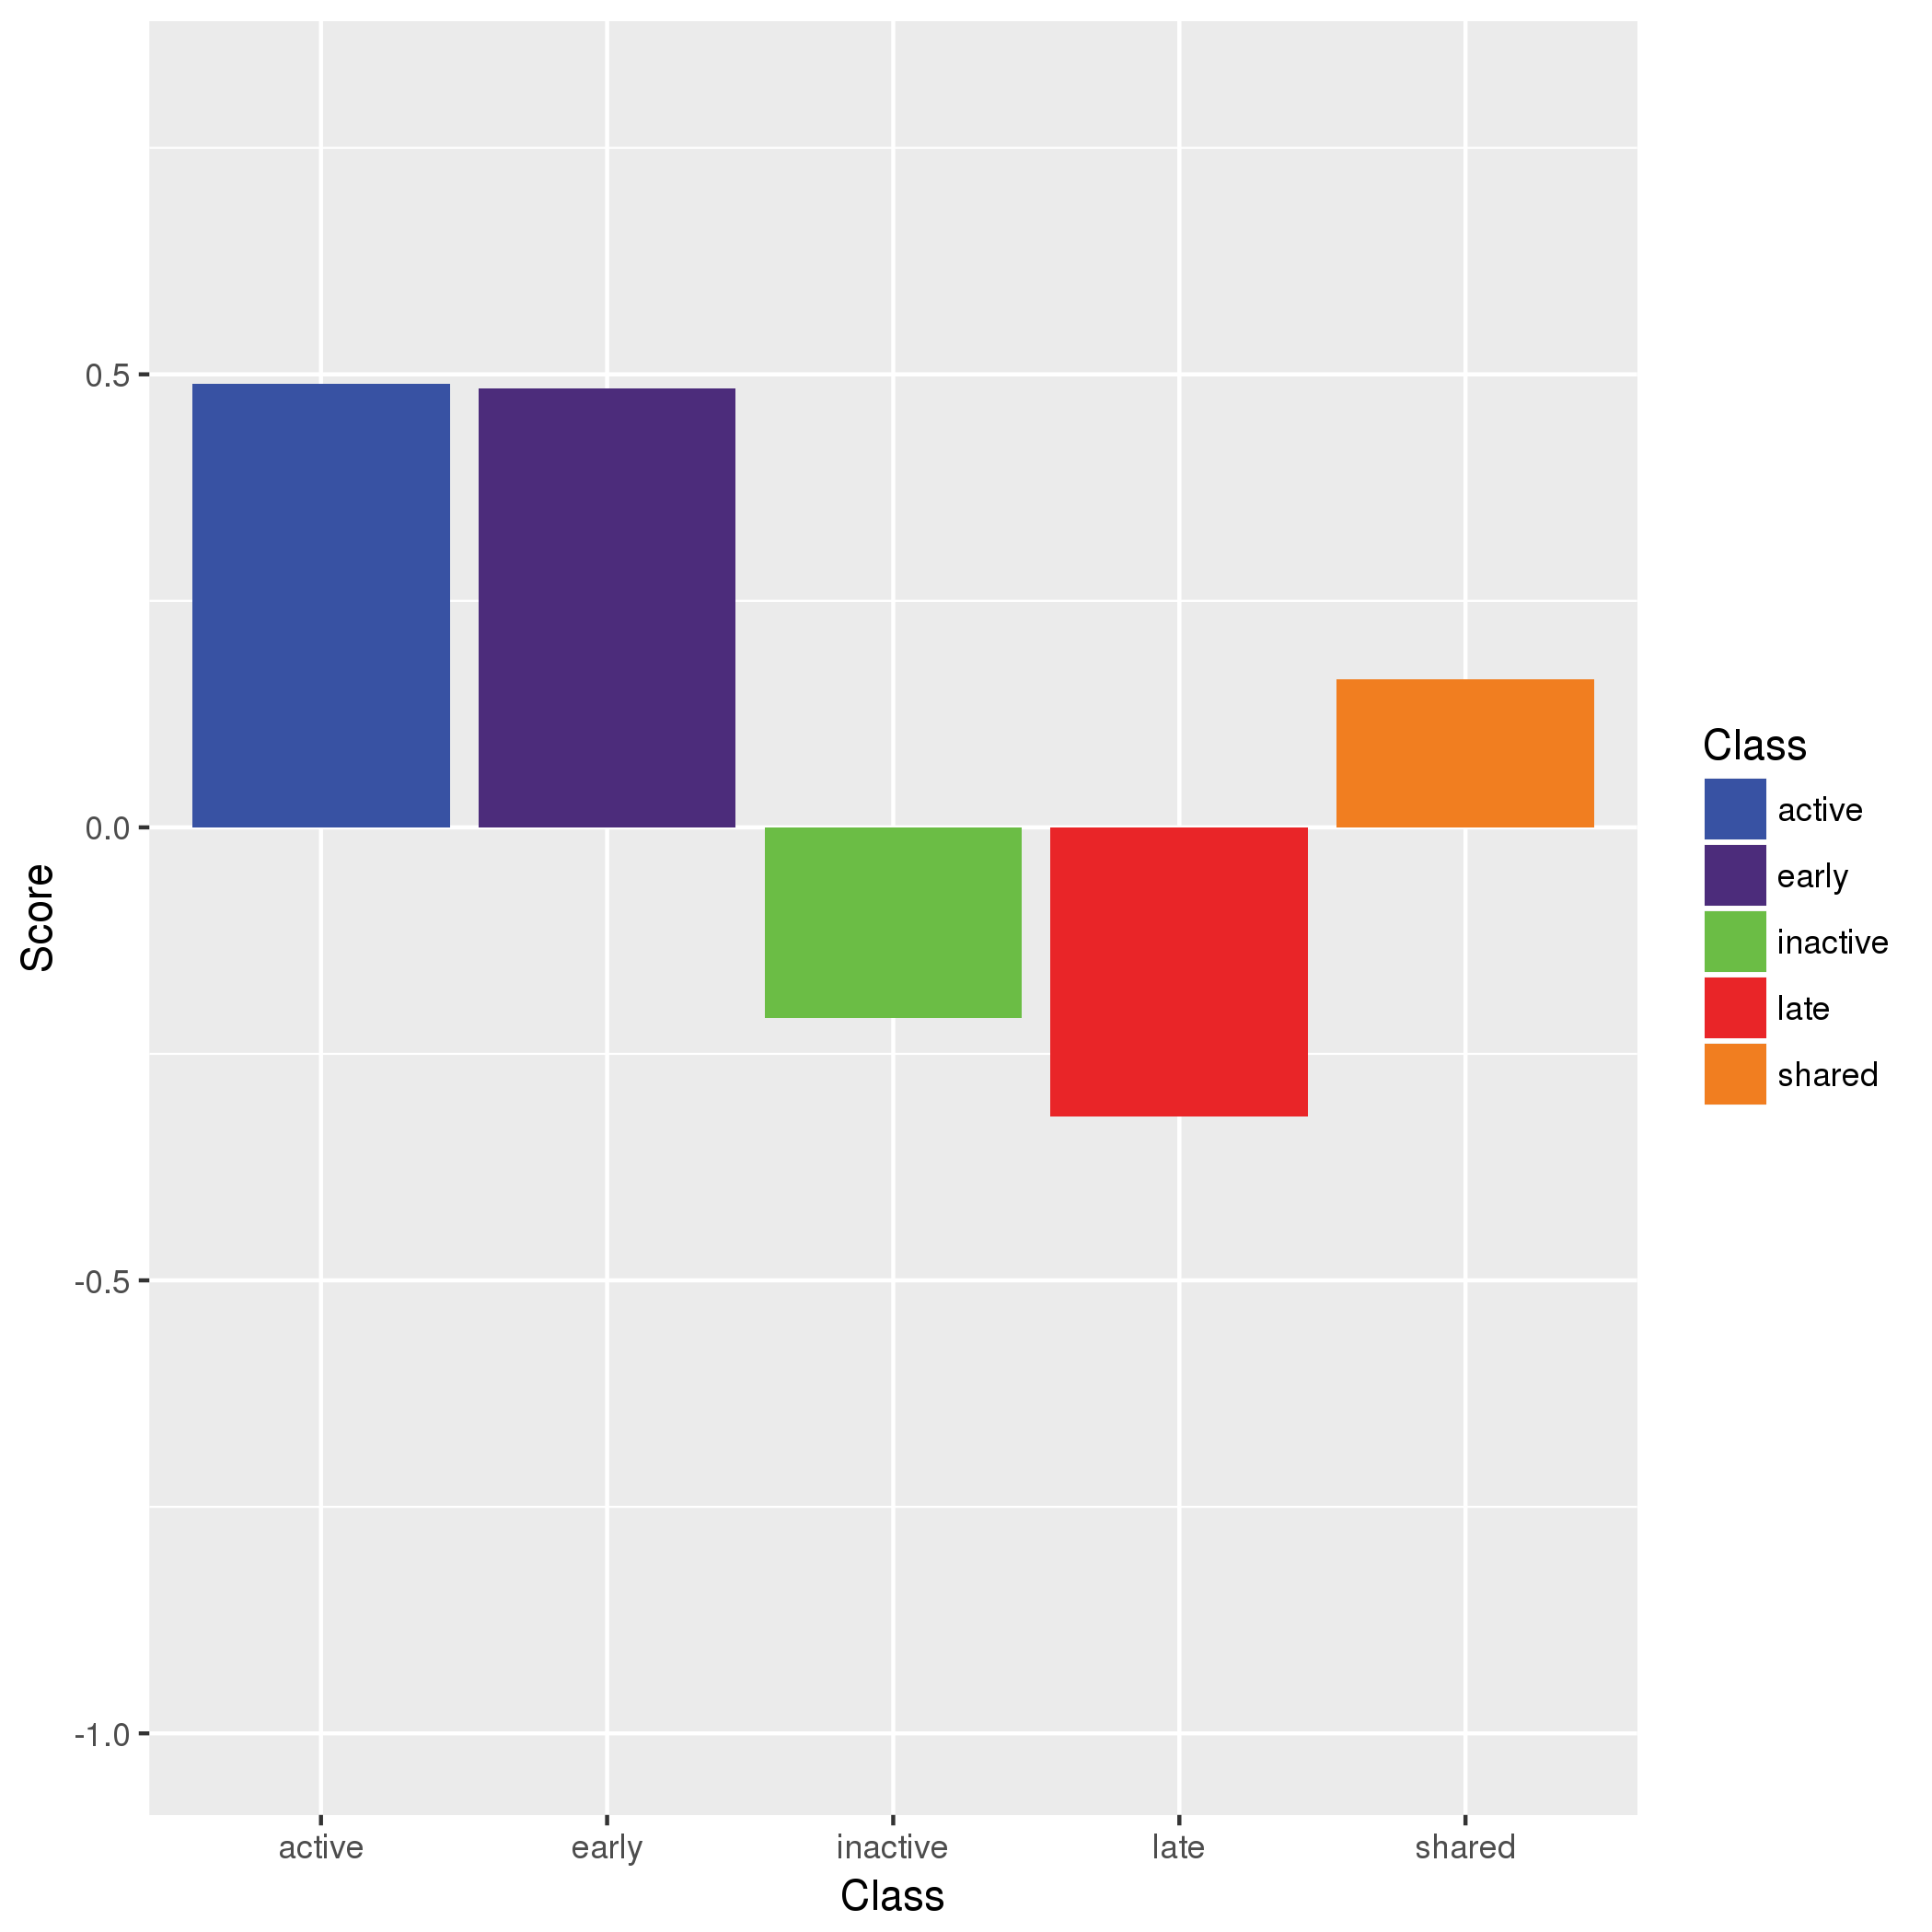 Score
0.5
0.0
-0.5
-1.0
active
early
inactive
late
shared
Class
Class
active
early
inactive
late
shared